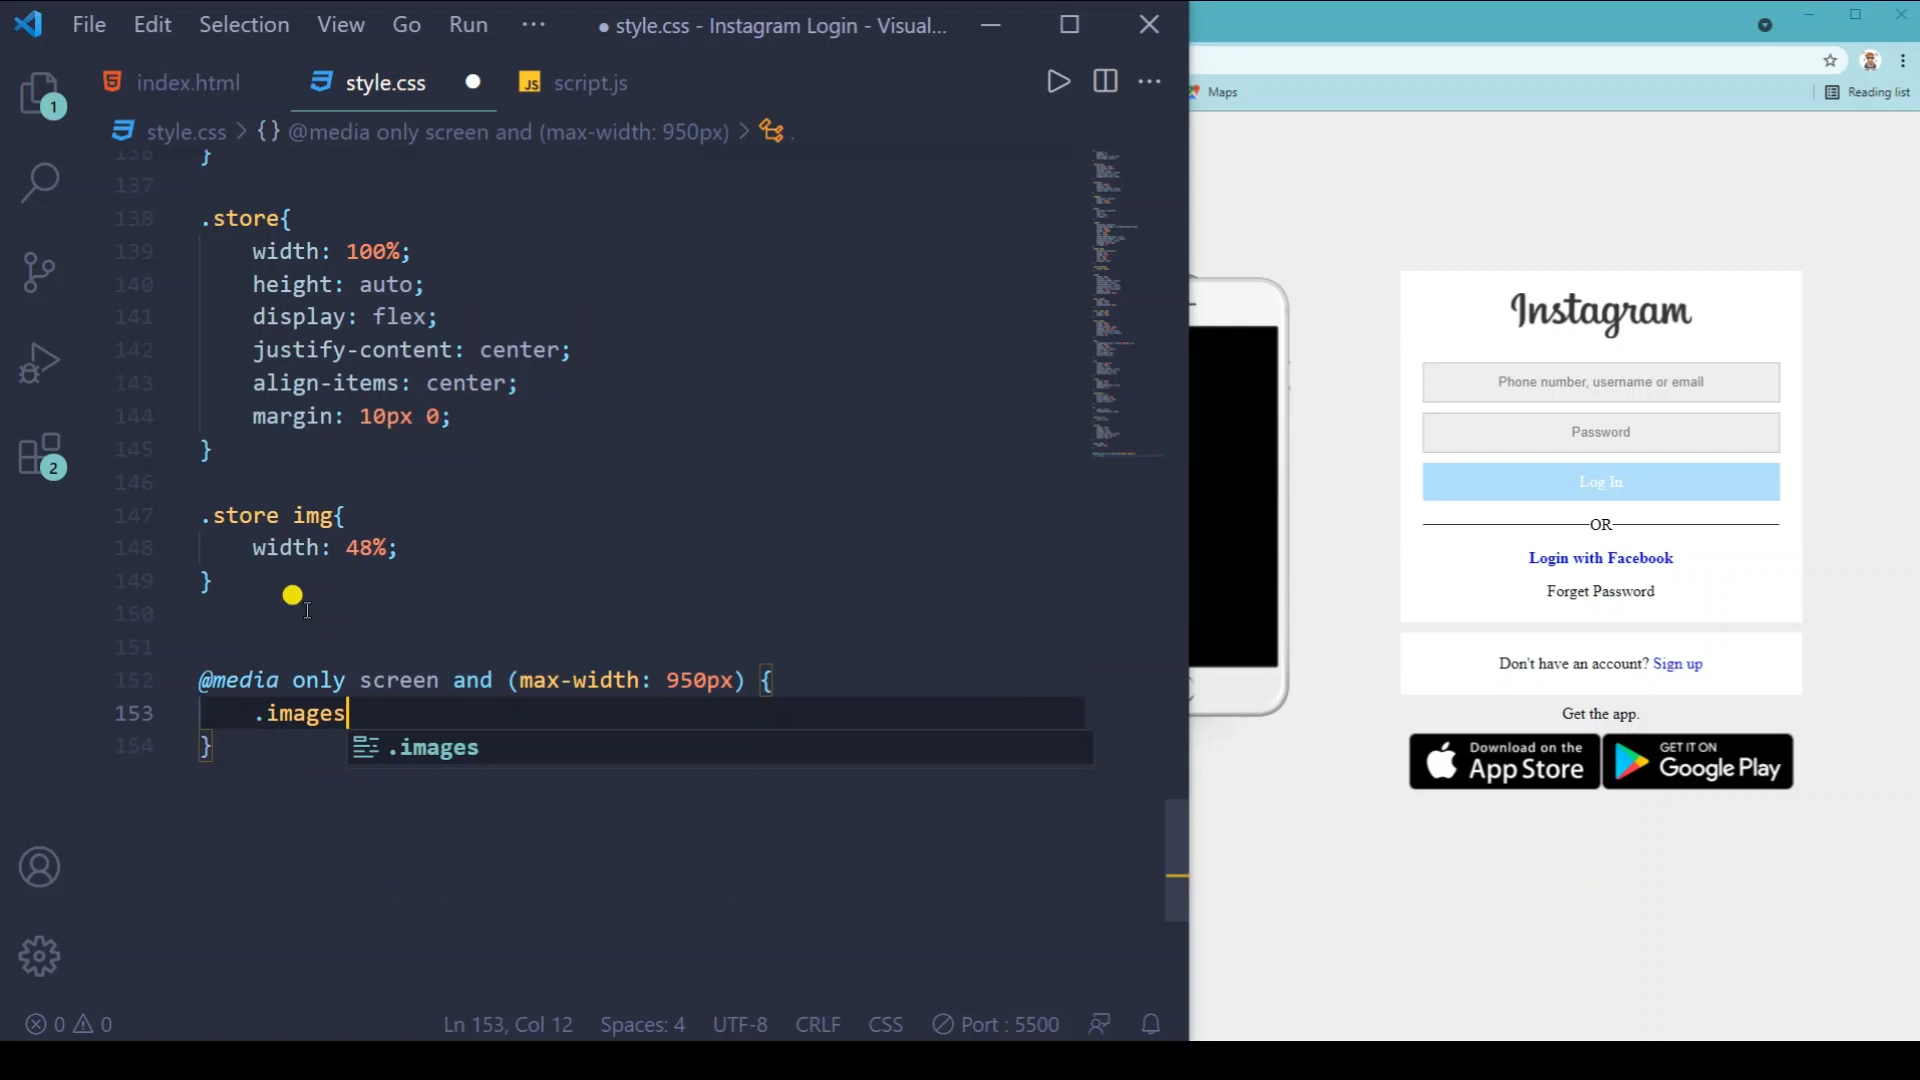 File Edit Selection View Go Run ··· ● style.css - Instagram Login - Visual...
index.html style.css ● JS script.js
style.css > {} @media only screen and (max-width: 950px) > .
Maps Reading list
136 }
137
138 .store{
139 width: 100%;
140 height: auto;
141 display: flex;
142 justify-content: center;
143 align-items: center;
144 margin: 10px 0;
145 }
146
147 .store img{
148 width: 48%;
149 }
150
151
152 @media only screen and (max-width: 950px) {
153 .images
.images
154 }
1
2
Instagram
Phone number, username or email
Password
Log In
OR
Login with Facebook
Forget Password
Don't have an account? Sign up
Get the app.
Download on the
App Store
GET IT ON
Google Play
0 0 Ln 153, Col 12 Spaces: 4 UTF-8 CRLF CSS Port : 5500